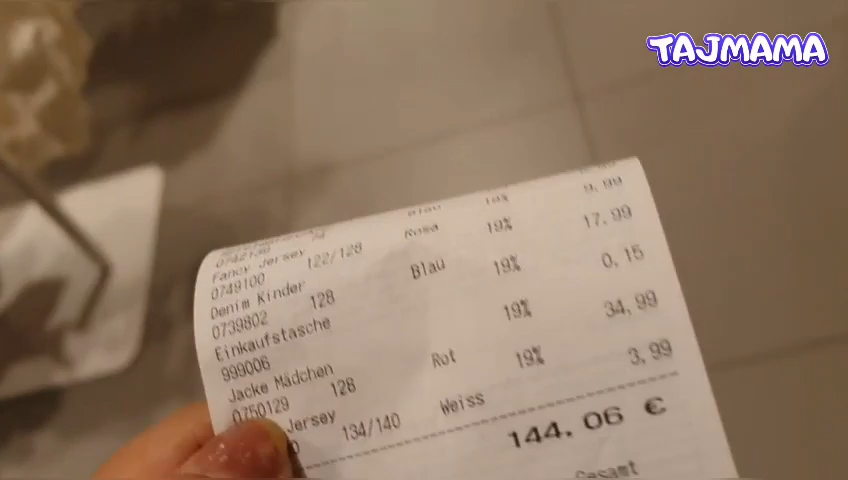 TAJMAMA
74
Fancy Jersey 9.99
0749100 122/128 Rosa
Denim Kinder 19% 17.99
0739802 128 Blau
Einkaufstasche 19% 0.15
999006
Jacke Mädchen 19% 34.99
0750129 128 Rot
Jersey 19% 3.99
134/140 Weiss
144.06 €
Gesamt